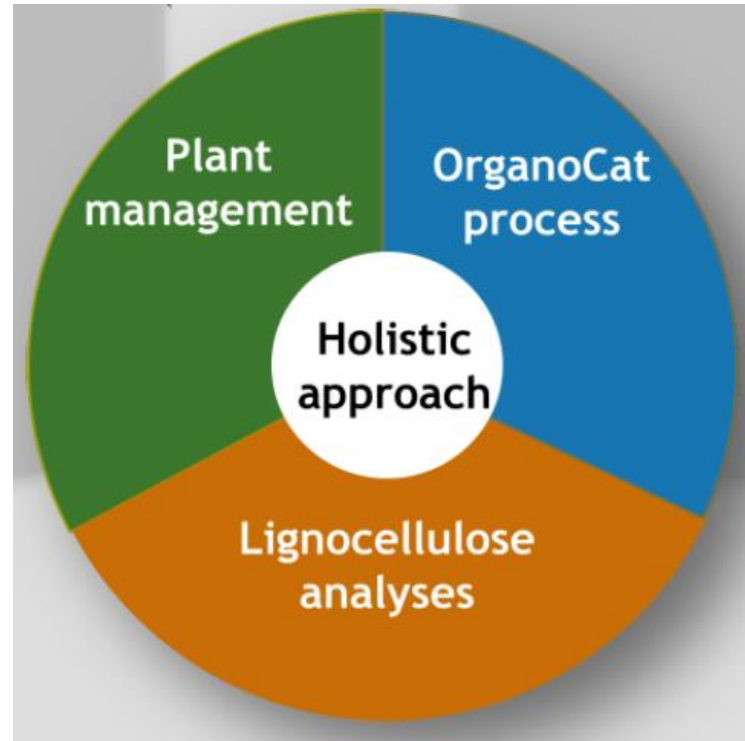 Plant
management
OrganoCat
process
Holistic
approach
Lignocellulose
analyses